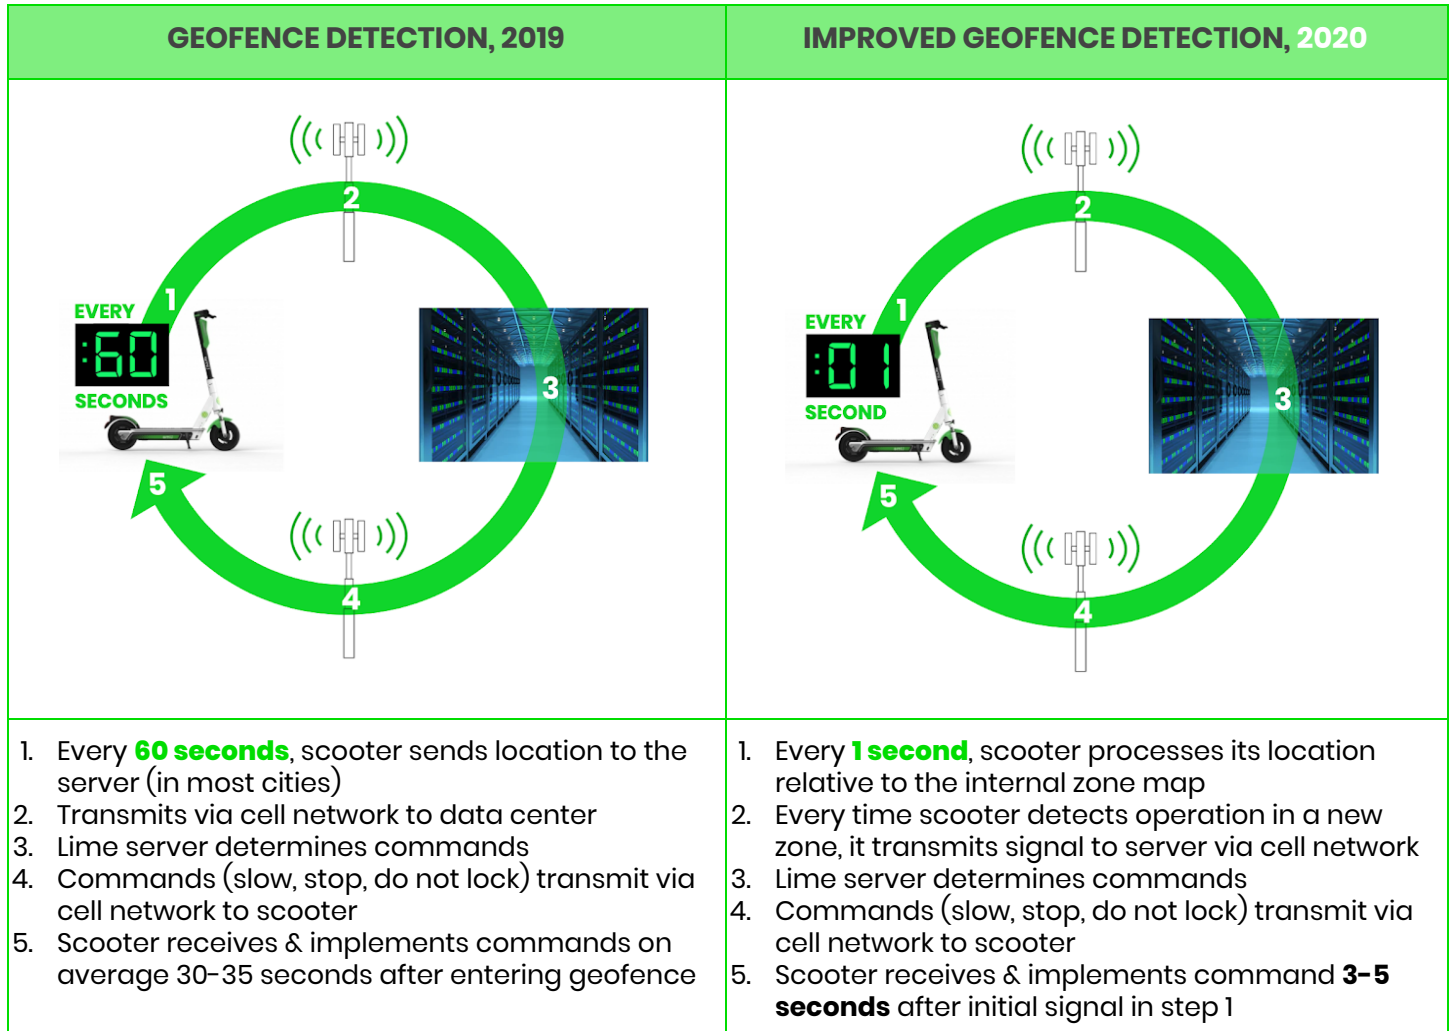 GEOFENCE DETECTION, 2019
IMPROVED GEOFENCE DETECTION, 2020
2
1
EVERY
:60
SECONDS
3
5
4
2
1
EVERY
:01
SECOND
3
5
4
1. Every 60 seconds, scooter sends location to the
server (in most cities)
2. Transmits via cell network to data center
3. Lime server determines commands
4. Commands (slow, stop, do not lock) transmit via
cell network to scooter
5. Scooter receives & implements commands on
average 30-35 seconds after entering geofence
1. Every 1 second, scooter processes its location
relative to the internal zone map
2. Every time scooter detects operation in a new
zone, it transmits signal to server via cell network
3. Lime server determines commands
4. Commands (slow, stop, do not lock) transmit via
cell network to scooter
5. Scooter receives & implements command 3-5
seconds after initial signal in step 1